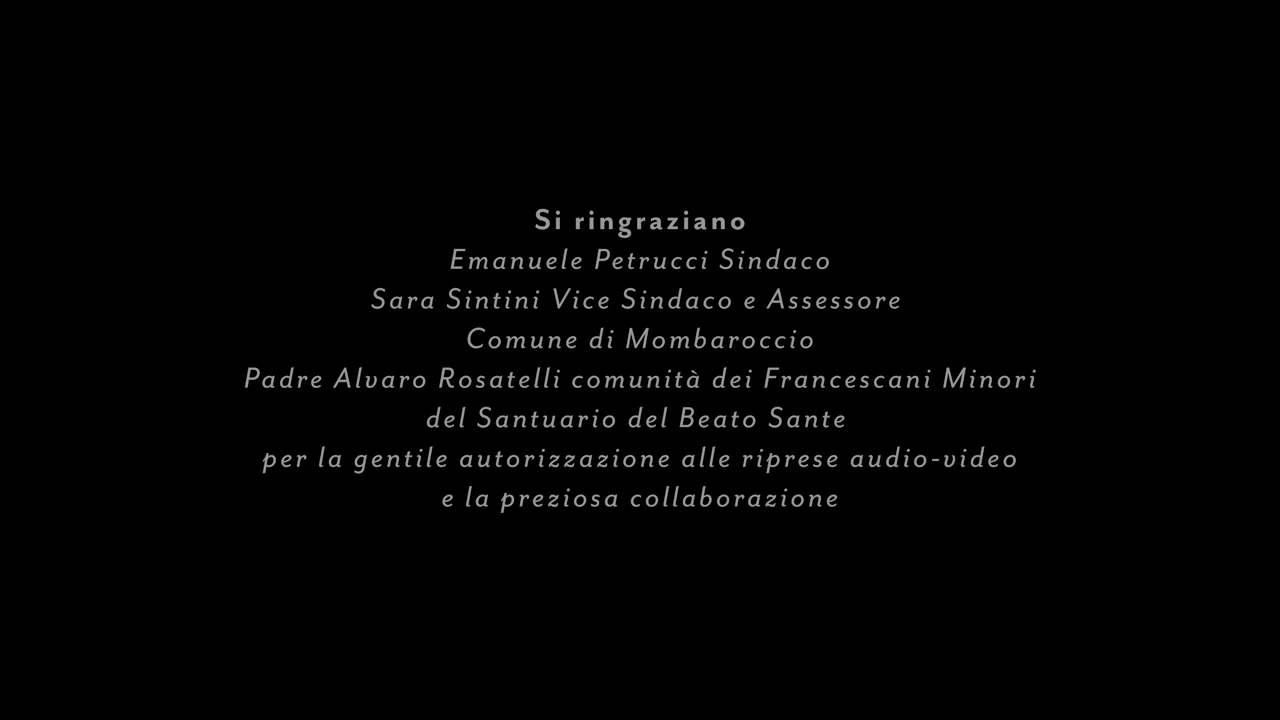 Si ringraziano
Emanuele Petrucci Sindaco
Sara Sintini Vice Sindaco e Assessore
Comune di Mombaroccio
Padre Alvaro Rosatelli comunità dei Francescani Minori
del Santuario del Beato Sante
per la gentile autorizzazione alle riprese audio-video
e la preziosa collaborazione